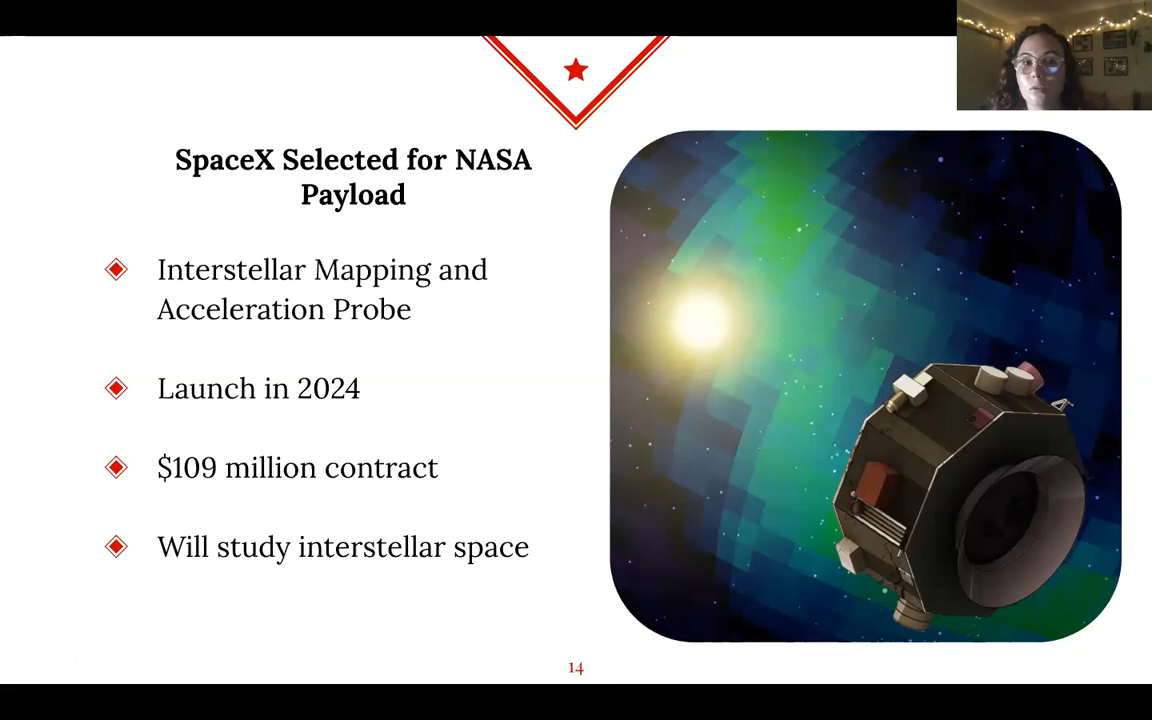 SpaceX Selected for NASA
Payload
Interstellar Mapping and
Acceleration Probe
Launch in 2024
$109 million contract
Will study interstellar space
14